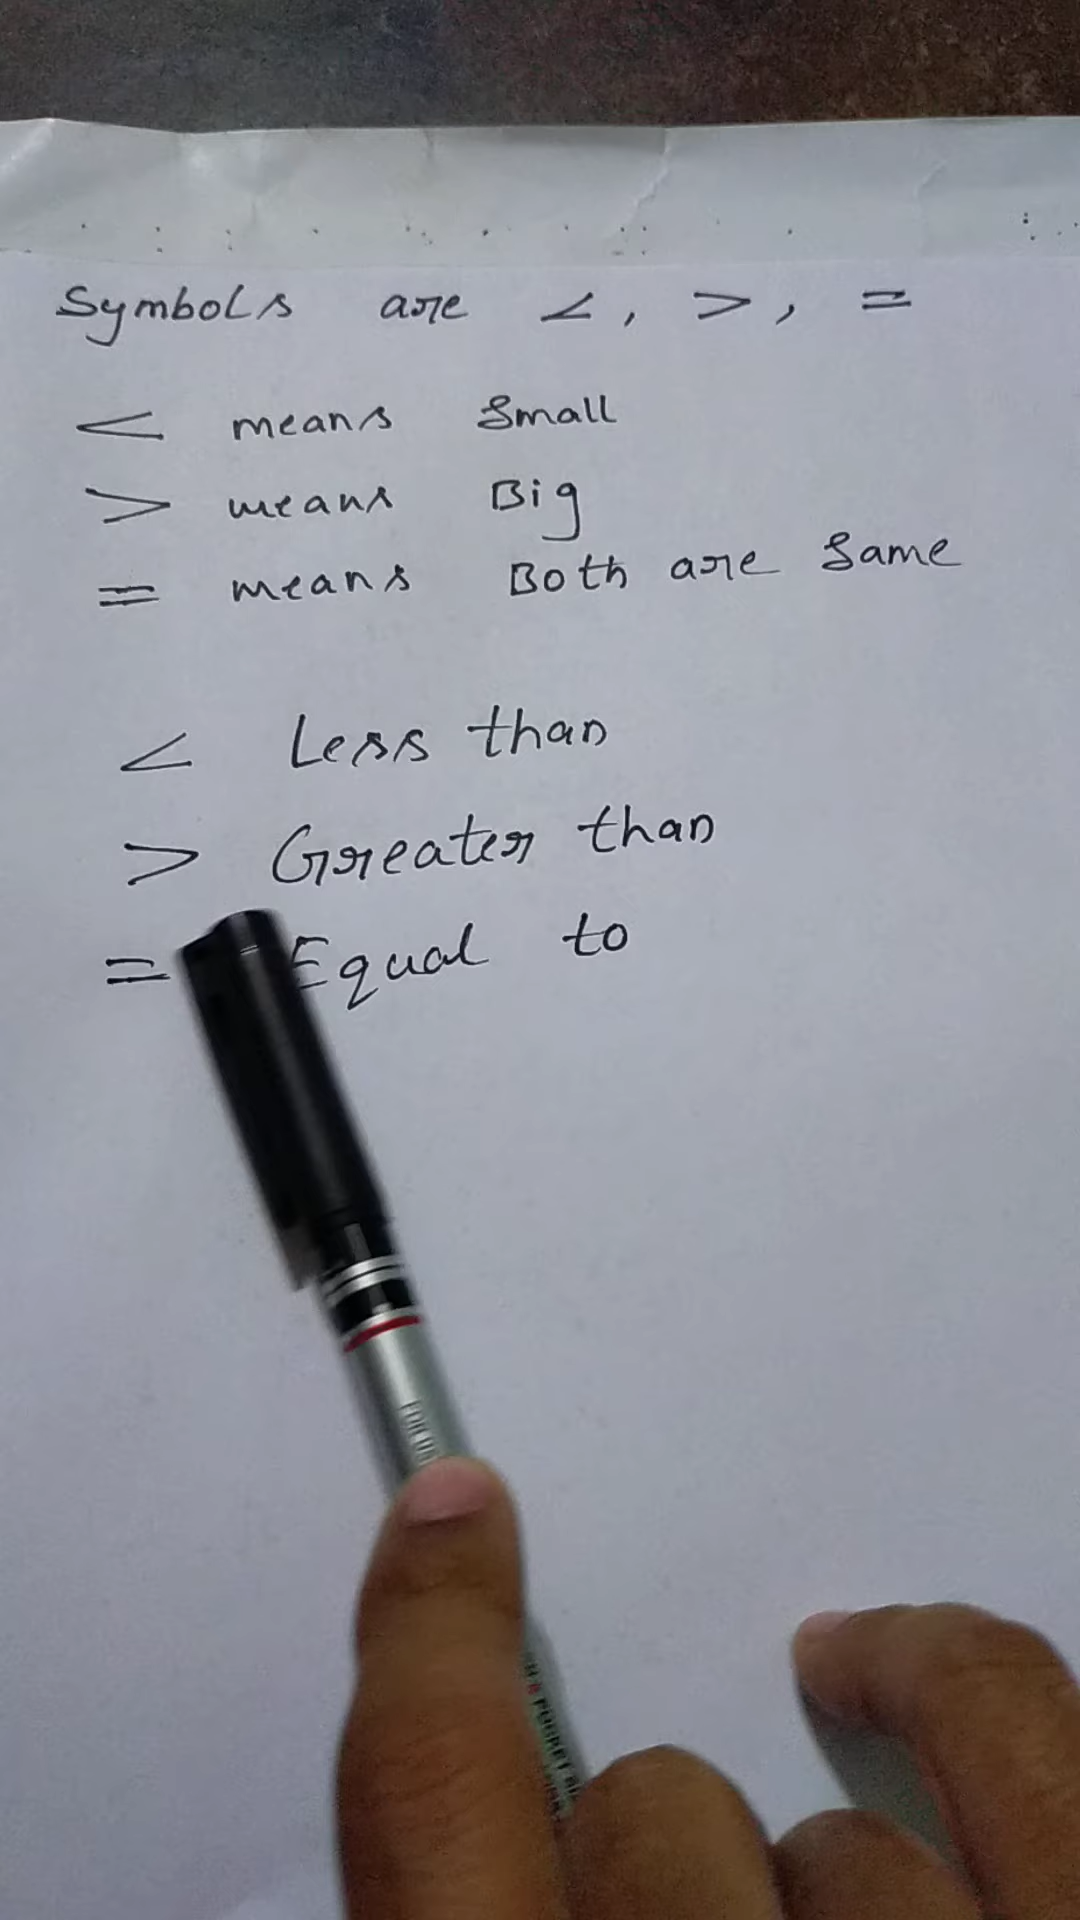 Symbols are <, >, =
< means Small
> means Big
= means Both are Same
< Less than
> Greater than
= Equal to